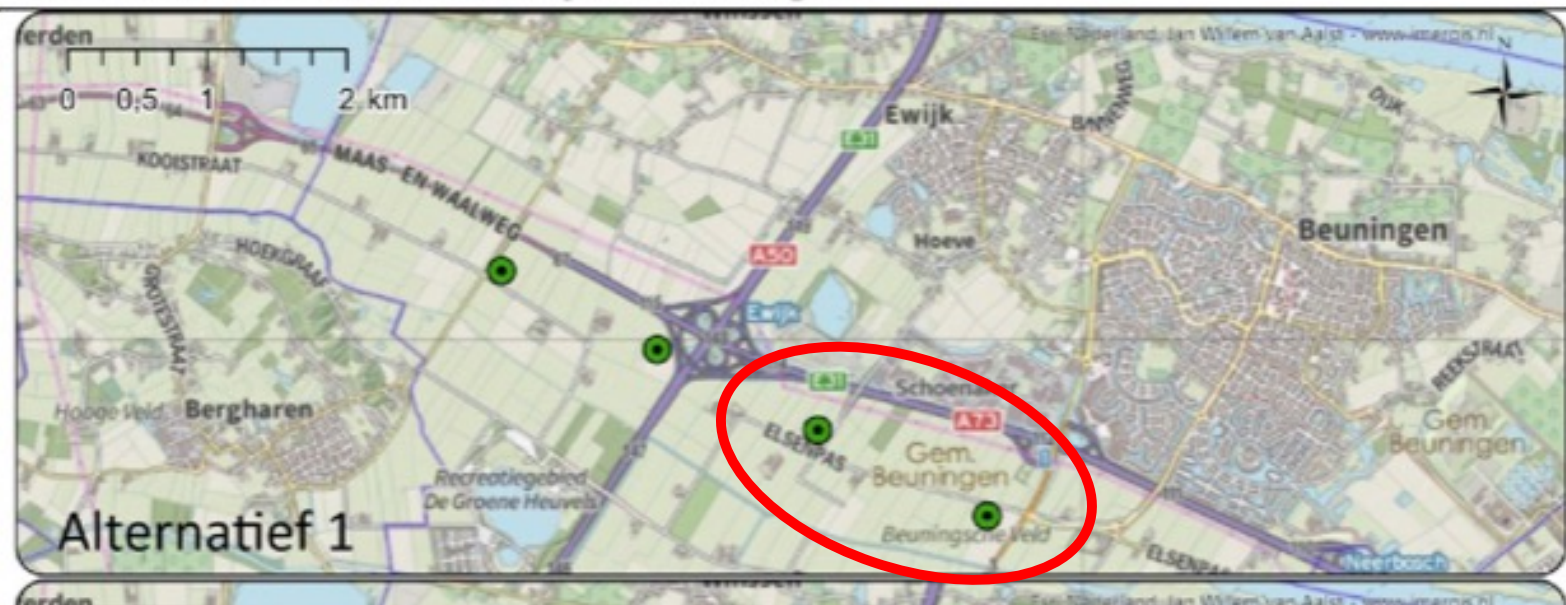 Esri Nederland, Jan Willem van Aalst - www.imergis.nl
N
0 0,5 1 2 km
KOOISTRAAT
MAAS-EN-WAALWEG
Ewijk
DIJK
Beuningen
Hoeve
HOEKGRAAF
GROTESTRAAT
A50
Ewijk
REEKSTRAAT
Schoenaker
A73
Hooge Veld
Bergharen
ELSENPAS
Gem.
Beuningen
Gem.
Beuningen
Recreatiegebied
De Groene Heuvels
Beuningsche Veld
ELSENPAS
Neerbosch
Alternatief 1